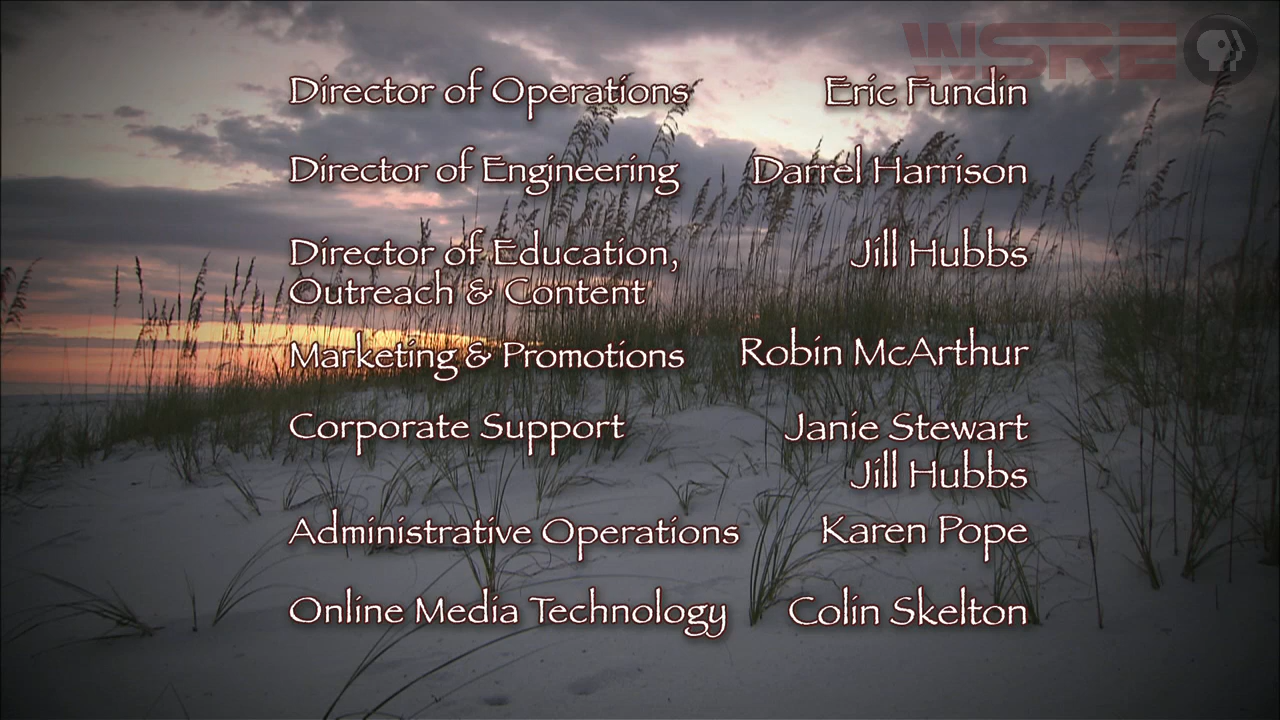 WSRE
Director of Operations Eric Fundin
Director of Engineering Darrel Harrison
Director of Education, Jill Hubbs
Outreach & Content
Marketing & Promotions Robin McArthur
Corporate Support Janie Stewart
Jill Hubbs
Administrative Operations Karen Pope
Online Media Technology Colin Skelton